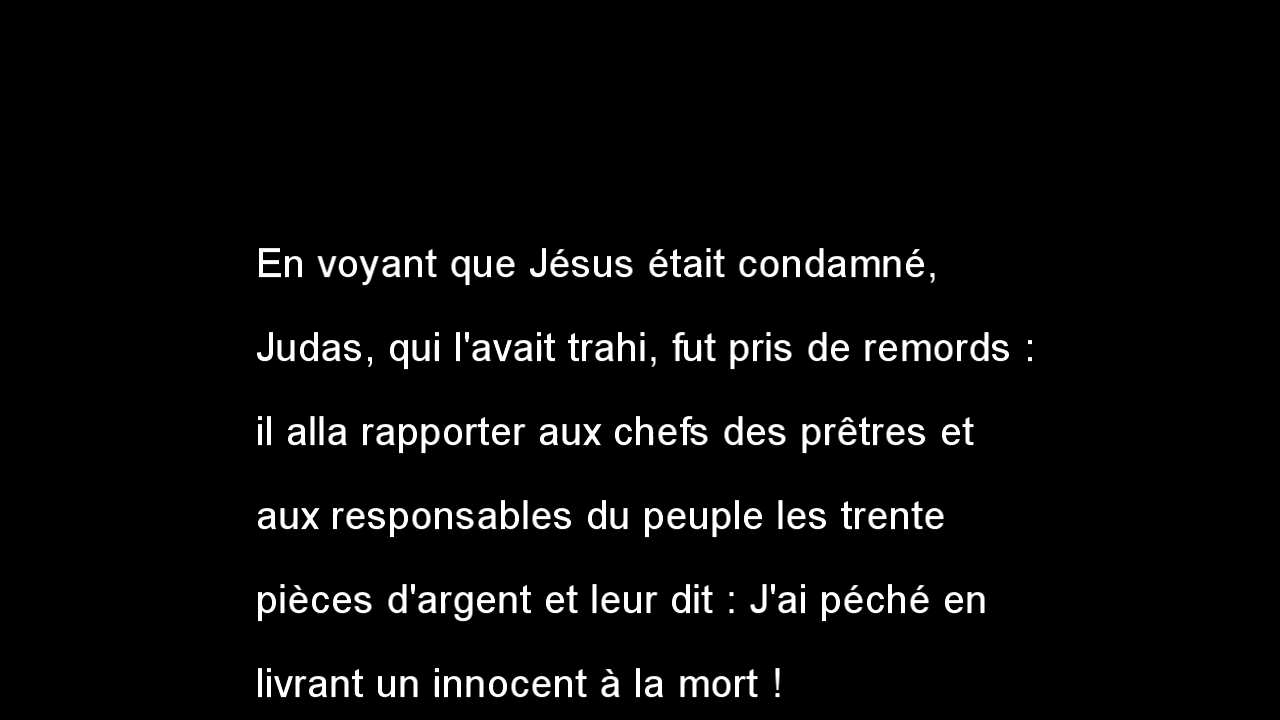 En voyant que Jésus était condamné,
Judas, qui l'avait trahi, fut pris de remords :
il alla rapporter aux chefs des prêtres et
aux responsables du peuple les trente
pièces d'argent et leur dit : J'ai péché en
livrant un innocent à la mort !